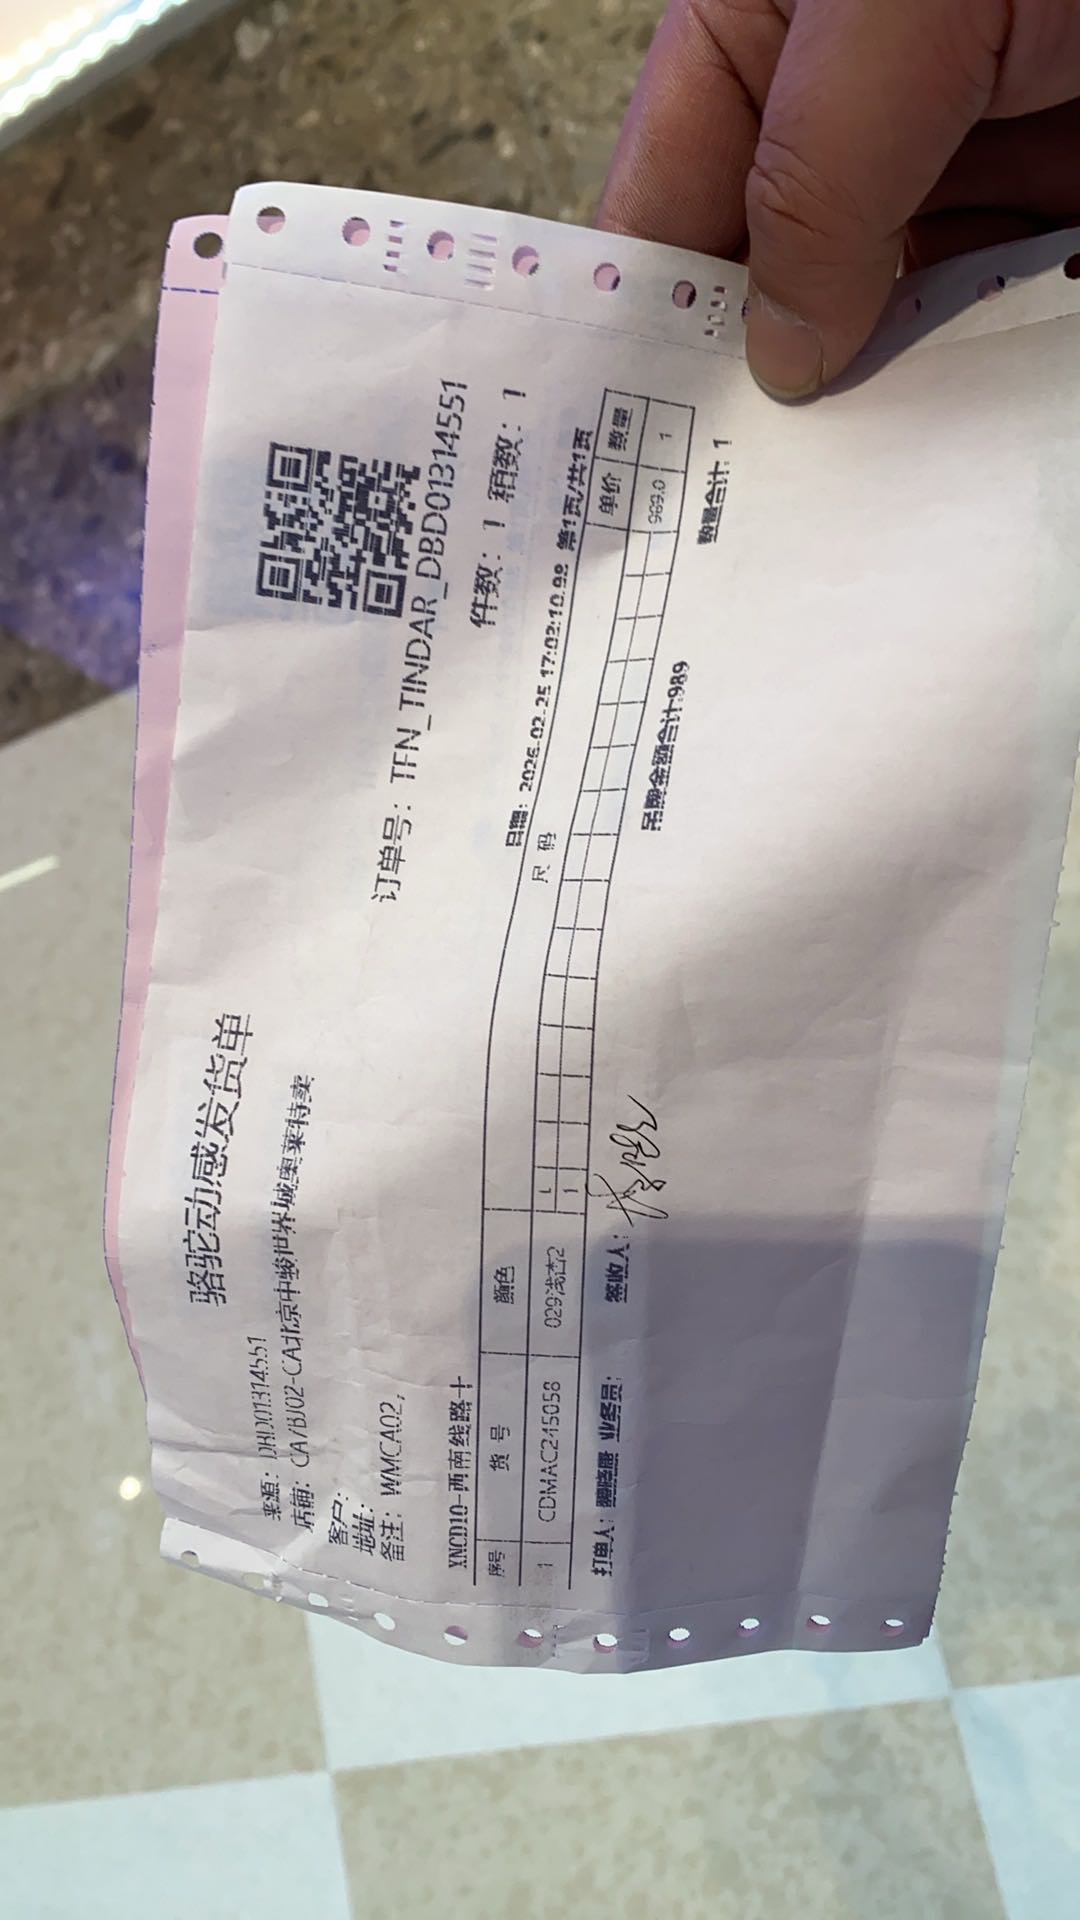 骆驼动感发货单
来源: DBD01314551
店铺: CA7BJ02-CA北京中骏世界城奥莱特卖
客户:
地址:
备注: WMCA02,
订单号: TFN_TINDAR_DBD01314551
件数: 1 箱数: 1
XNCD10-西南线路十
日期: 2026-02-25 17:02:10.98 第1页/共1页
序号 货号 颜色 尺码 单价 数量
L
1 CDMAC245058 029浅杏2 1 989.0 1
打单人: 业务员: 签收人: 吊牌金额合计:989 数量合计: 1